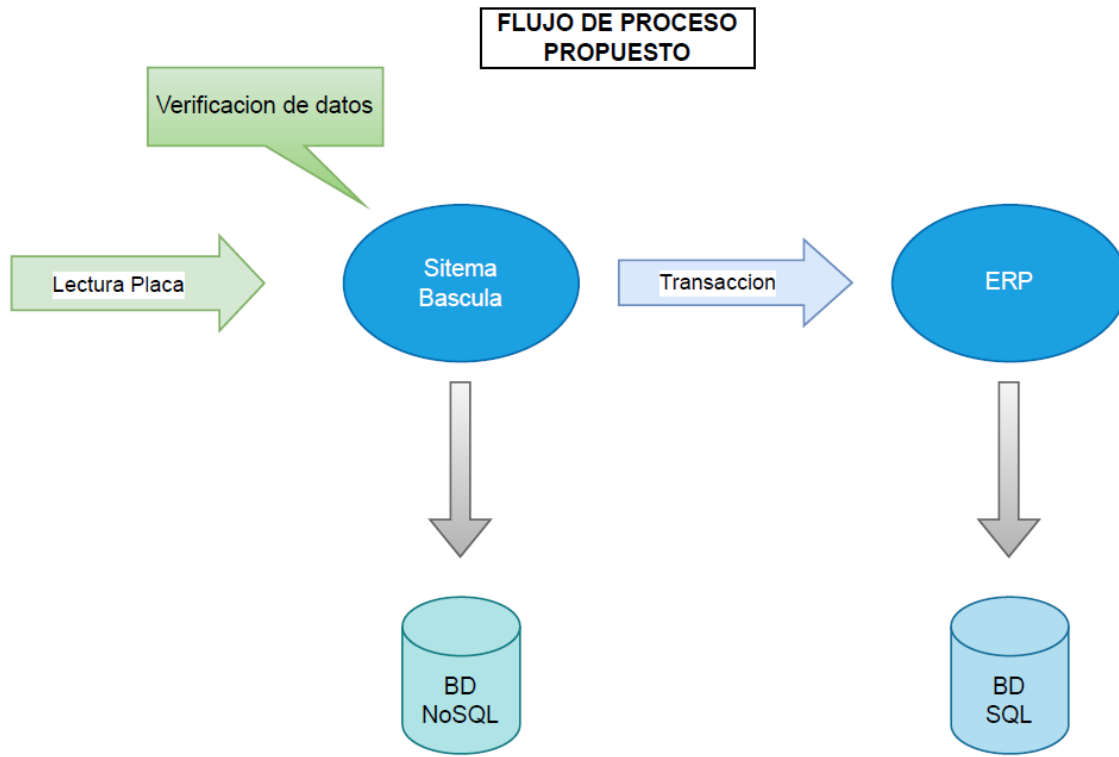 FLUJO DE PROCESO
PROPUESTO
Verificacion de datos
Lectura Placa
Sitema
Bascula
Transaccion
ERP
BD
NoSQL
BD
SQL